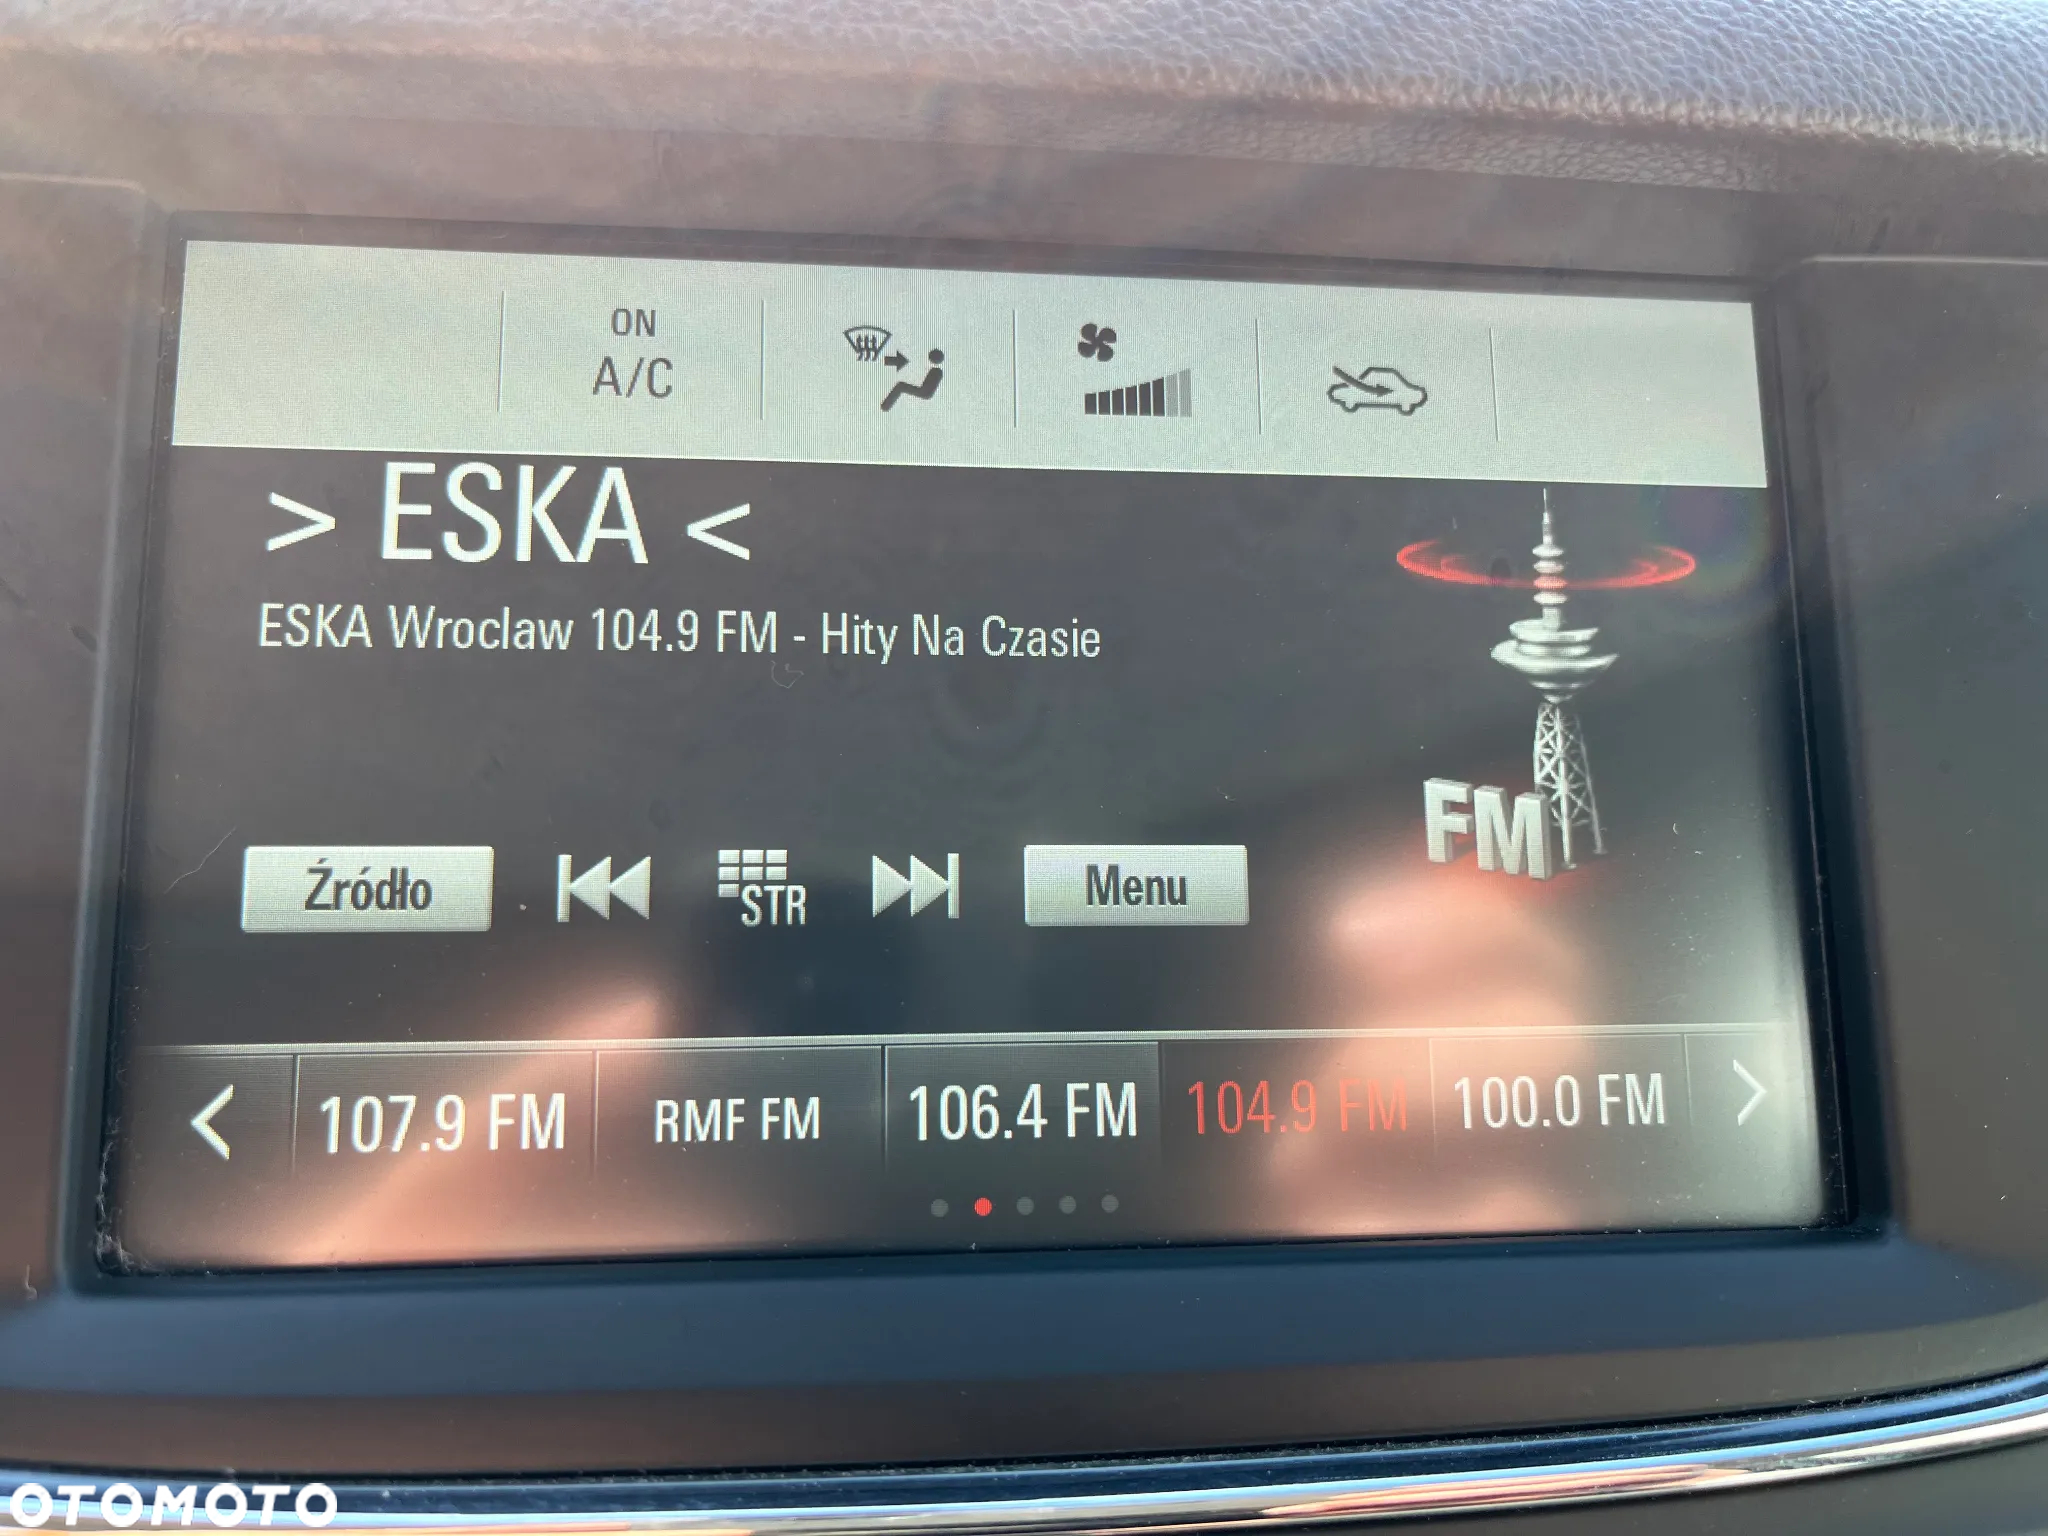 ON
A/C
> ESKA <
ESKA Wroclaw 104.9 FM - Hity Na Czasie
FM
Źródło STR Menu
< 107.9 FM RMF FM 106.4 FM 104.9 FM 100.0 FM >
OTOMOTO